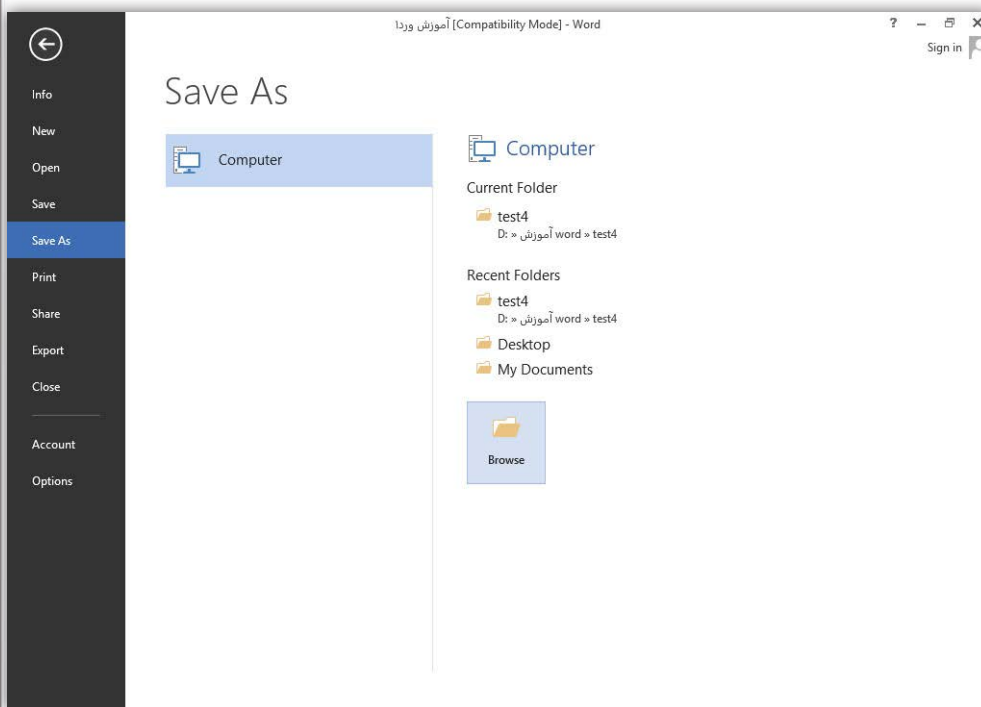 آموزش ورد۱ [Compatibility Mode] - Word
?
Sign in
Info
New
Open
Save
Save As
Print
Share
Export
Close
Account
Options
Save As
Computer
Computer
Current Folder
test4
D: » آموزش word » test4
Recent Folders
test4
D: » آموزش word » test4
Desktop
My Documents
Browse